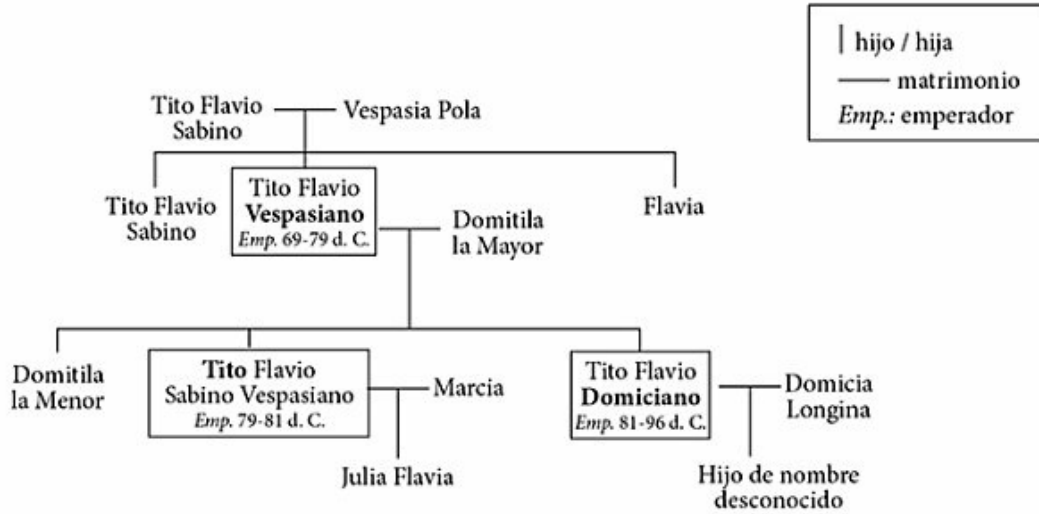 hijo / hija
matrimonio
Emp.: emperador
Tito Flavio
Sabino
Vespasia Pola
Tito Flavio
Sabino
Tito Flavio
Vespasiano
Emp. 69-79 d. C.
Domitila
la Mayor
Flavia
Domitila
la Menor
Tito Flavio
Sabino Vespasiano
Emp. 79-81 d. C.
Marcia
Tito Flavio
Domiciano
Emp. 81-96 d. C.
Domicia
Longina
Julia Flavia
Hijo de nombre
desconocido